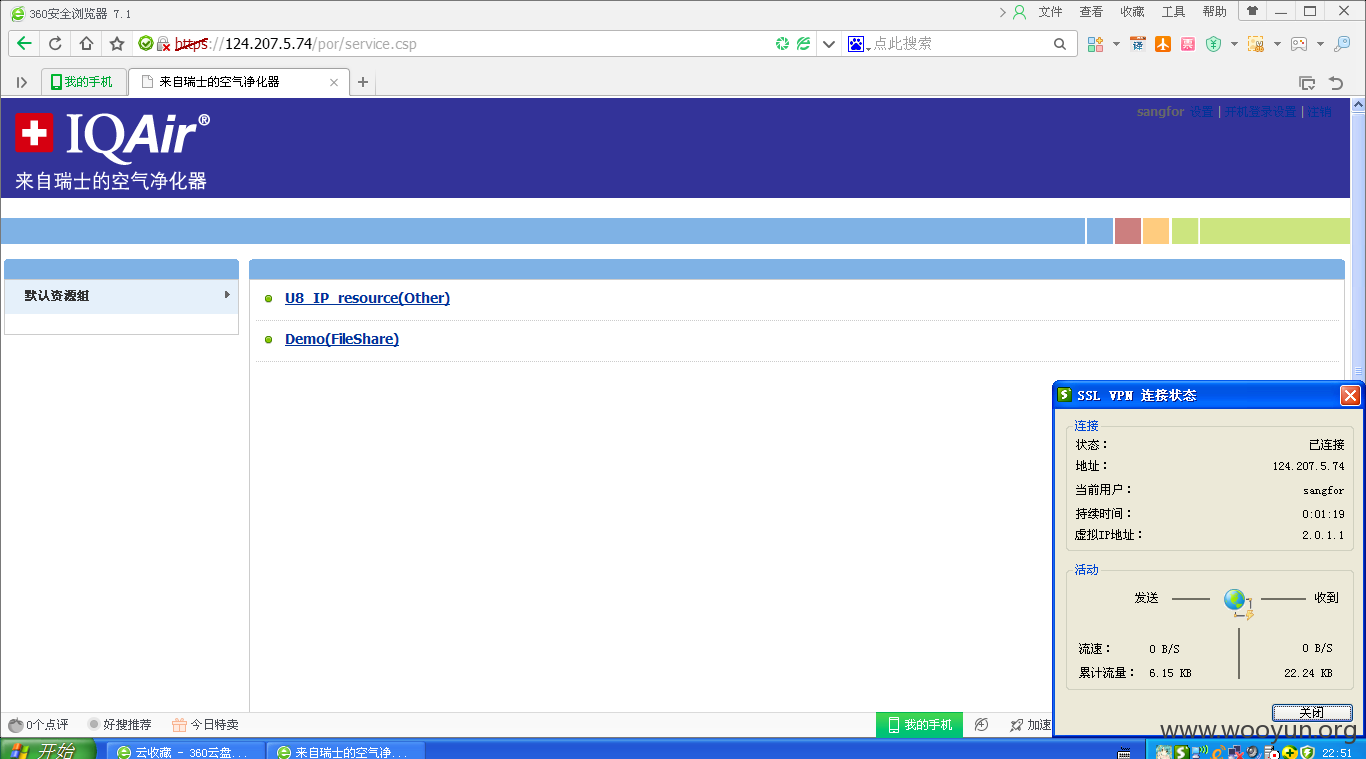 360安全浏览器 7.1
文件 查看 收藏 工具 帮助
https://124.207.5.74/por/service.csp
点此搜索
我的手机
来自瑞士的空气净化器
sangfor 设置 | 开机登录设置 | 注销
IQAir®
来自瑞士的空气净化器
默认资源组
U8_IP_resource(Other)
Demo(FileShare)
SSL VPN 连接状态
连接
状态： 已连接
地址： 124.207.5.74
当前用户： sangfor
持续时间： 0:01:19
虚拟IP地址： 2.0.1.1
活动
发送 收到
流速： 0 B/S 0 B/S
累计流量： 6.15 KB 22.24 KB
关闭
0个点评 好搜推荐 今日特卖
我的手机 加速
www.wooyun.org
开始 云收藏 - 360云盘... 来自瑞士的空气净... 22:51